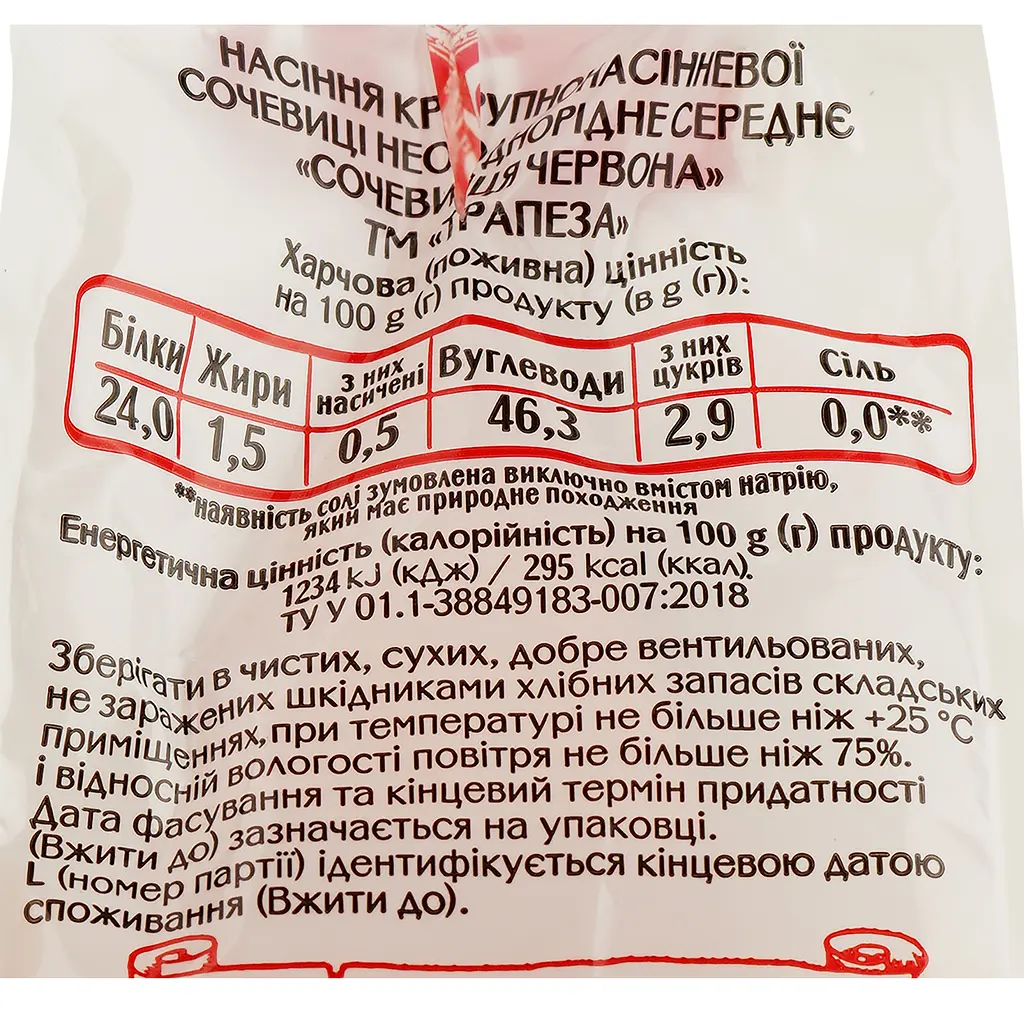 НАСІННЯ КРУПНОНАСІННЕВОЇ
СОЧЕВИЦІ НЕОДНОРІДНЕ СЕРЕДНЄ
«СОЧЕВИЦЯ ЧЕРВОНА»
ТМ «ТРАПЕЗА»
Харчова (поживна) цінність
на 100 g (г) продукту (в g (г)):
Білки Жири з них насичені Вуглеводи з них цукрів Сіль
24,0 1,5 0,5 46,3 2,9 0,0**
**наявність солі зумовлена виключно вмістом натрію,
який має природне походження
Енергетична цінність (калорійність) на 100 g (г) продукту:
1234 kJ (кДж) / 295 kcal (ккал).
ТУ У 01.1-38849183-007:2018
Зберігати в чистих, сухих, добре вентильованих,
не заражених шкідниками хлібних запасів складських
приміщеннях, при температурі не більше ніж +25 °C
і відносній вологості повітря не більше ніж 75%.
Дата фасування та кінцевий термін придатності
(Вжити до) зазначається на упаковці.
L (номер партії) ідентифікується кінцевою датою
споживання (Вжити до).